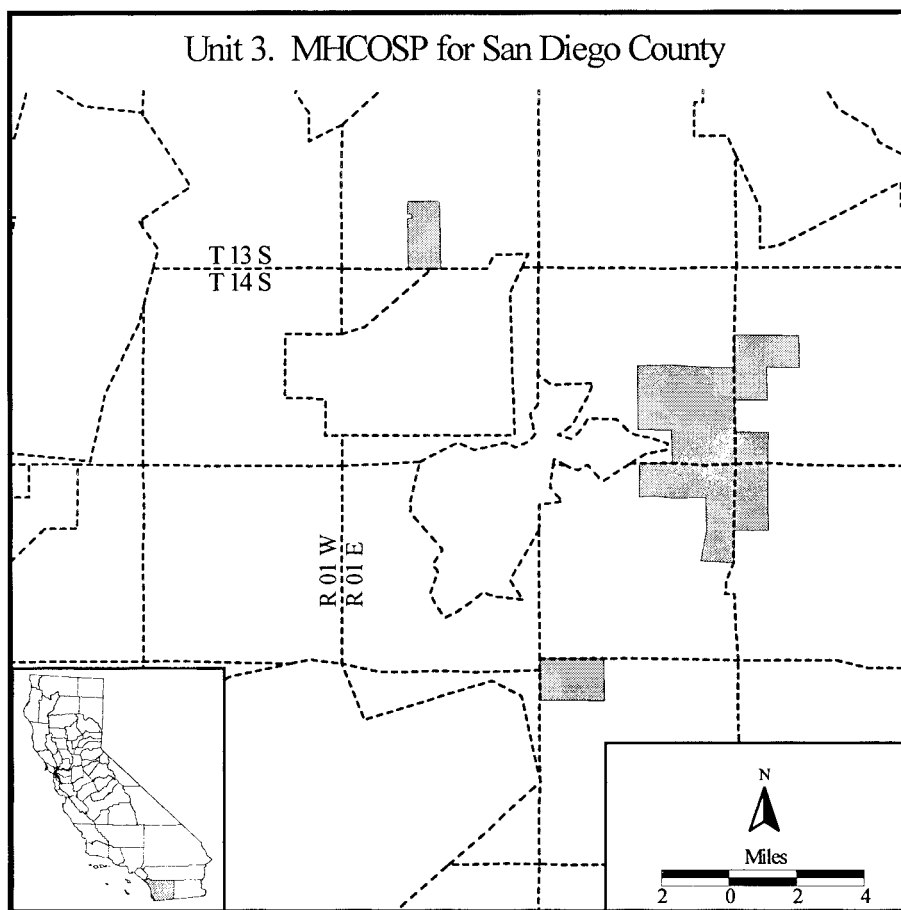 Unit 3. MHCOSP for San Diego County
T 13 S
T 14 S
R 01 W
R 01 E
N
Miles
2 0 2 4